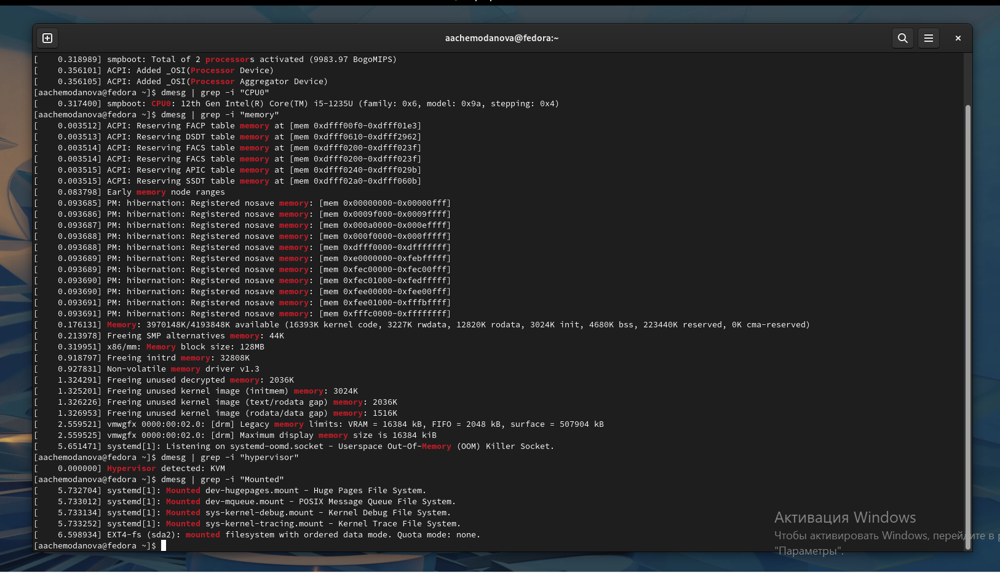 aachemodanova@fedora:~
[    0.318989] smpboot: Total of 2 processors activated (9983.97 BogoMIPS)
[    0.356101] ACPI: Added _OSI(Processor Device)
[    0.356105] ACPI: Added _OSI(Processor Aggregator Device)
[aachemodanova@fedora ~]$ dmesg | grep -i "CPU0"
[    0.317400] smpboot: CPU0: 12th Gen Intel(R) Core(TM) i5-1235U (family: 0x6, model: 0x9a, stepping: 0x4)
[aachemodanova@fedora ~]$ dmesg | grep -i "memory"
[    0.003512] ACPI: Reserving FACP table memory at [mem 0xdfff00f0-0xdfff01e3]
[    0.003513] ACPI: Reserving DSDT table memory at [mem 0xdfff0610-0xdfff2962]
[    0.003514] ACPI: Reserving FACS table memory at [mem 0xdfff0200-0xdfff023f]
[    0.003514] ACPI: Reserving FACS table memory at [mem 0xdfff0200-0xdfff023f]
[    0.003515] ACPI: Reserving APIC table memory at [mem 0xdfff0240-0xdfff029b]
[    0.003515] ACPI: Reserving SSDT table memory at [mem 0xdfff02a0-0xdfff060b]
[    0.083798] Early memory node ranges
[    0.093685] PM: hibernation: Registered nosave memory: [mem 0x00000000-0x00000fff]
[    0.093686] PM: hibernation: Registered nosave memory: [mem 0x0009f000-0x0009ffff]
[    0.093687] PM: hibernation: Registered nosave memory: [mem 0x000a0000-0x000effff]
[    0.093688] PM: hibernation: Registered nosave memory: [mem 0x000f0000-0x000fffff]
[    0.093688] PM: hibernation: Registered nosave memory: [mem 0xdfff0000-0xdfffffff]
[    0.093689] PM: hibernation: Registered nosave memory: [mem 0xe0000000-0xfebfffff]
[    0.093689] PM: hibernation: Registered nosave memory: [mem 0xfec00000-0xfec00fff]
[    0.093690] PM: hibernation: Registered nosave memory: [mem 0xfec01000-0xfedfffff]
[    0.093690] PM: hibernation: Registered nosave memory: [mem 0xfee00000-0xfee00fff]
[    0.093691] PM: hibernation: Registered nosave memory: [mem 0xfee01000-0xfffbffff]
[    0.093691] PM: hibernation: Registered nosave memory: [mem 0xfffc0000-0xffffffff]
[    0.176131] Memory: 3970148K/4193848K available (16393K kernel code, 3227K rwdata, 12820K rodata, 3024K init, 4680K bss, 223440K reserved, 0K cma-reserved)
[    0.213978] Freeing SMP alternatives memory: 44K
[    0.319951] x86/mm: Memory block size: 128MB
[    0.918797] Freeing initrd memory: 32808K
[    0.927831] Non-volatile memory driver v1.3
[    1.324291] Freeing unused decrypted memory: 2036K
[    1.325201] Freeing unused kernel image (initmem) memory: 3024K
[    1.326226] Freeing unused kernel image (text/rodata gap) memory: 2036K
[    1.326953] Freeing unused kernel image (rodata/data gap) memory: 1516K
[    2.559521] vmwgfx 0000:00:02.0: [drm] Legacy memory limits: VRAM = 16384 kB, FIFO = 2048 kB, surface = 507904 kB
[    2.559525] vmwgfx 0000:00:02.0: [drm] Maximum display memory size is 16384 kiB
[    5.651471] systemd[1]: Listening on systemd-oomd.socket - Userspace Out-Of-Memory (OOM) Killer Socket.
[aachemodanova@fedora ~]$ dmesg | grep -i "hypervisor"
[    0.000000] Hypervisor detected: KVM
[aachemodanova@fedora ~]$ dmesg | grep -i "Mounted"
[    5.732704] systemd[1]: Mounted dev-hugepages.mount - Huge Pages File System.
[    5.733012] systemd[1]: Mounted dev-mqueue.mount - POSIX Message Queue File System.
[    5.733134] systemd[1]: Mounted sys-kernel-debug.mount - Kernel Debug File System.
[    5.733252] systemd[1]: Mounted sys-kernel-tracing.mount - Kernel Trace File System.
[    6.598934] EXT4-fs (sda2): mounted filesystem with ordered data mode. Quota mode: none.
[aachemodanova@fedora ~]$
Активация Windows
Чтобы активировать Windows, перейдите в р
"Параметры".